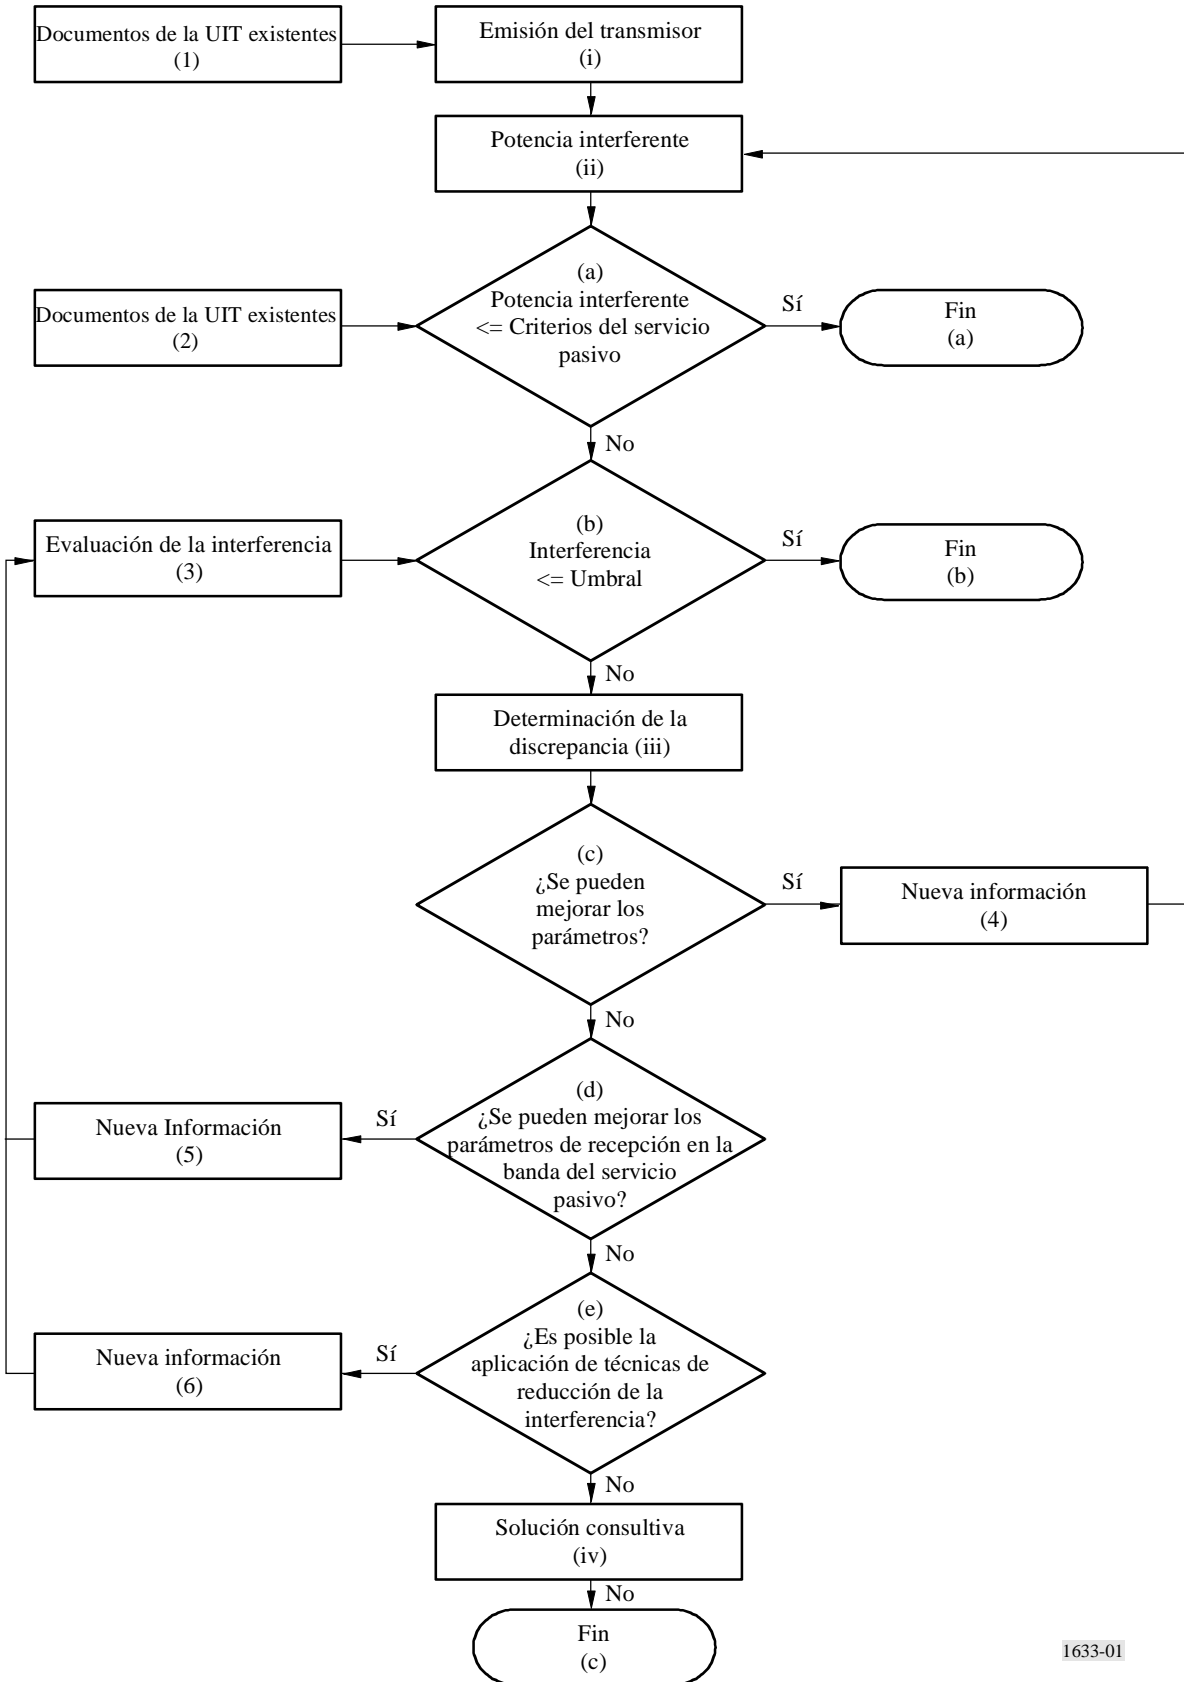 Documentos de la UIT existentes
(1)
Emisión del transmisor
(i)
Potencia interferente
(ii)
(a)
Potencia interferente
<= Criterios del servicio
pasivo
Documentos de la UIT existentes
(2)
Sí
Fin
(a)
No
Evaluación de la interferencia
(3)
(b)
Interferencia
<= Umbral
Sí
Fin
(b)
No
Determinación de la
discrepancia (iii)
(c)
¿Se pueden
mejorar los
parámetros?
Sí
Nueva información
(4)
No
(d)
¿Se pueden mejorar los
parámetros de recepción en la
banda del servicio
pasivo?
Sí
Nueva Información
(5)
No
(e)
¿Es posible la
aplicación de técnicas de
reducción de la
interferencia?
Sí
Nueva información
(6)
No
Solución consultiva
(iv)
No
Fin
(c)
1633-01